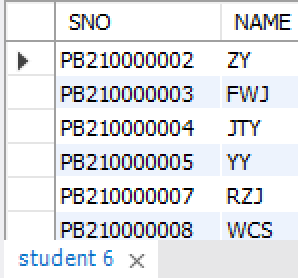 SNO NAME
PB210000002 ZY
PB210000003 FWJ
PB210000004 JTY
PB210000005 YY
PB210000007 RZJ
PB210000008 WCS
student 6